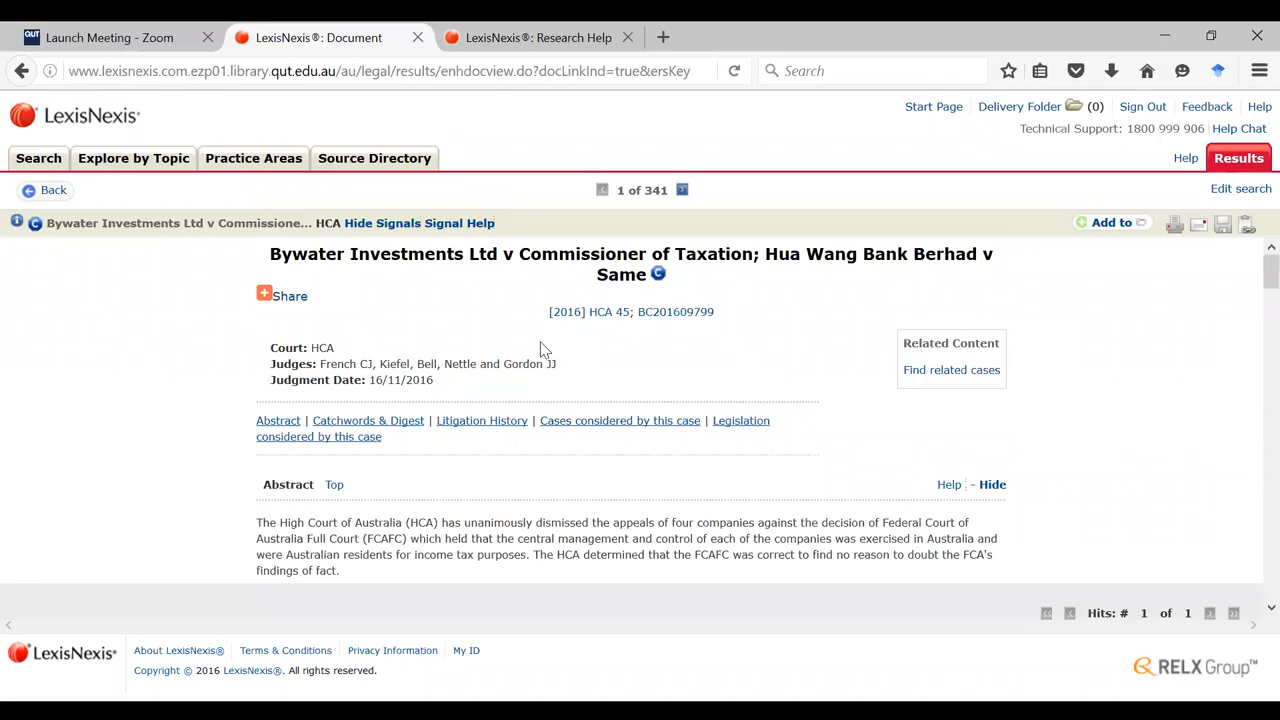 QUT Launch Meeting - Zoom
LexisNexis®: Document
LexisNexis®: Research Help
www.lexisnexis.com.ezp01.library.qut.edu.au/au/legal/results/enhdocview.do?docLinkInd=true&ersKey
Search
LexisNexis®
Start Page Delivery Folder (0) Sign Out Feedback Help
Technical Support: 1800 999 906 Help Chat
Search Explore by Topic Practice Areas Source Directory
Help Results
Back
1 of 341
Edit search
Bywater Investments Ltd v Commissione... HCA Hide Signals Signal Help
Add to
Bywater Investments Ltd v Commissioner of Taxation; Hua Wang Bank Berhad v
Same C
Share
[2016] HCA 45; BC201609799
Court: HCA
Judges: French CJ, Kiefel, Bell, Nettle and Gordon JJ
Judgment Date: 16/11/2016
Related Content
Find related cases
Abstract | Catchwords & Digest | Litigation History | Cases considered by this case | Legislation
considered by this case
Abstract Top
Help - Hide
The High Court of Australia (HCA) has unanimously dismissed the appeals of four companies against the decision of Federal Court of
Australia Full Court (FCAFC) which held that the central management and control of each of the companies was exercised in Australia and
were Australian residents for income tax purposes. The HCA determined that the FCAFC was correct to find no reason to doubt the FCA's
findings of fact.
Hits: # 1 of 1
LexisNexis®
About LexisNexis® Terms & Conditions Privacy Information My ID
Copyright © 2016 LexisNexis®. All rights reserved.
RELX Group™